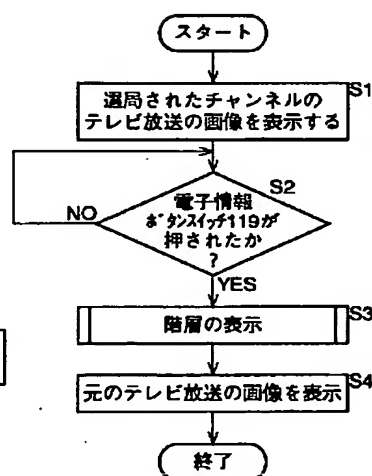 スタート
選局されたチャンネルの
テレビ放送の画像を表示する
S1
電子情報
ボタンスイッチ119が
押されたか
?
S2
NO
YES
階層の表示
S3
元のテレビ放送の画像を表示
S4
終了